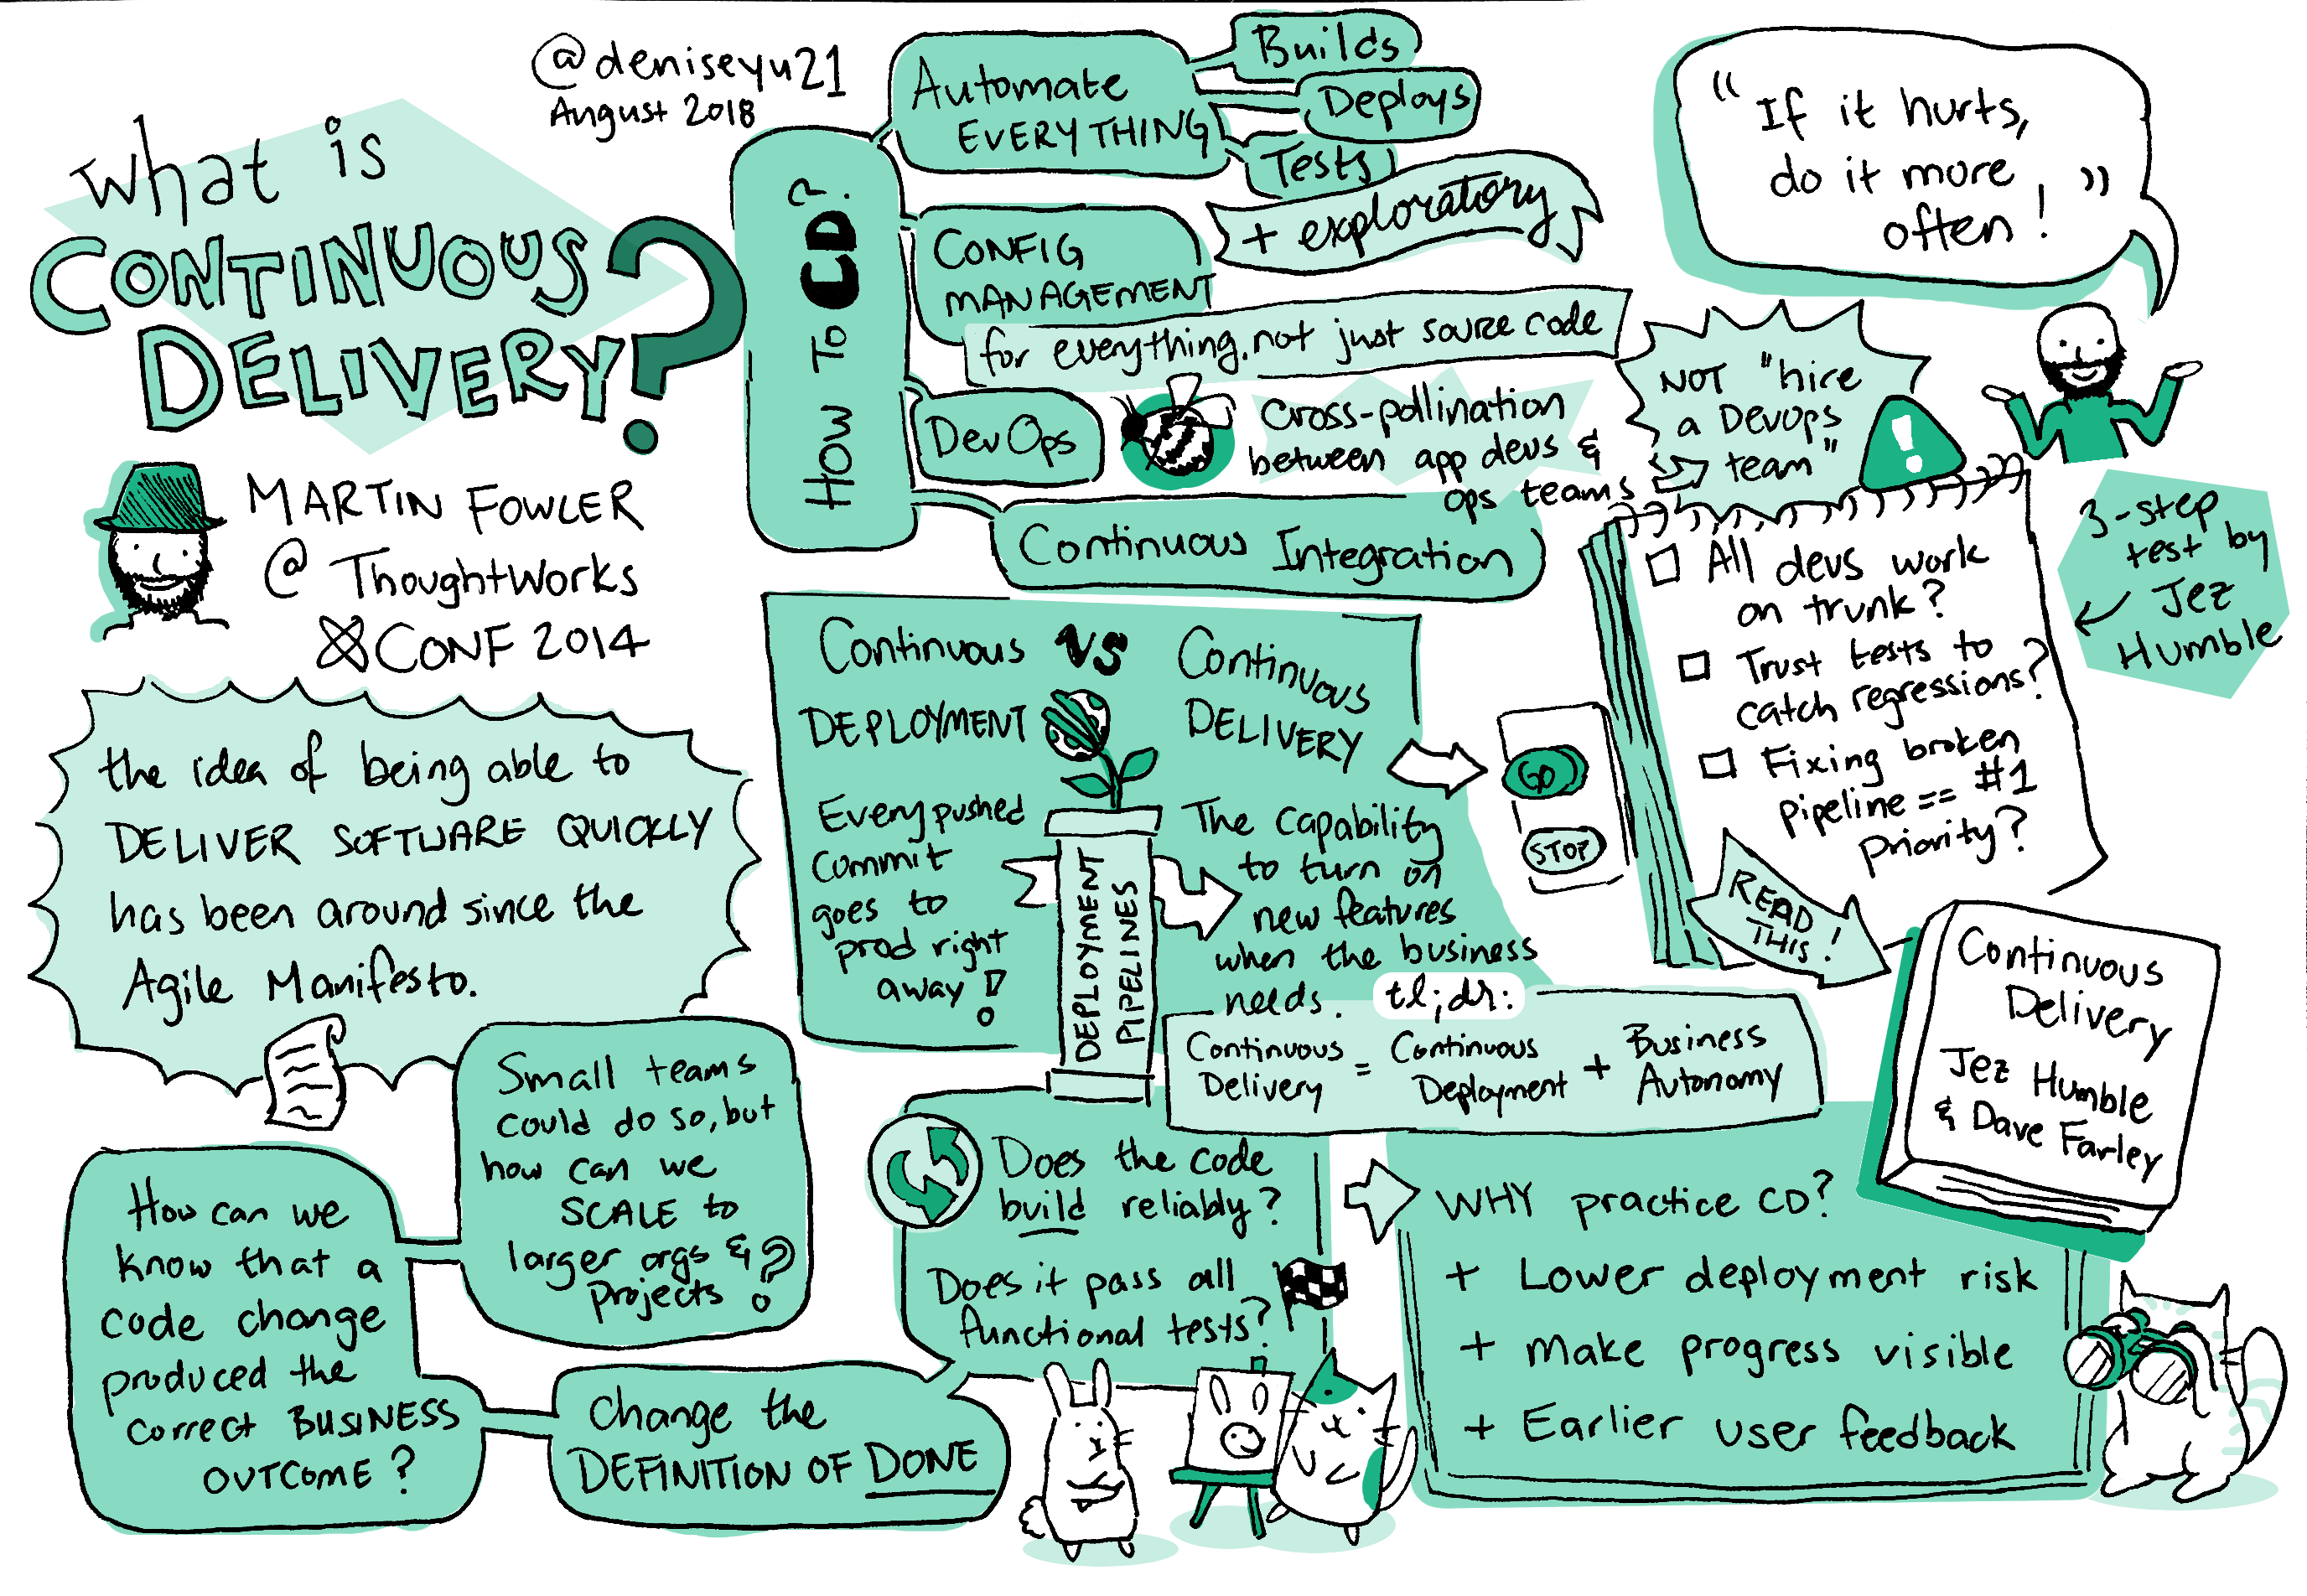 What is
CONTINUOUS
DELIVERY?
@deniseyu21
August 2018
MARTIN FOWLER
@ ThoughtWorks
XCONF 2014
the idea of being able to
DELIVER SOFTWARE QUICKLY
has been around since the
Agile Manifesto.
Small teams
could do so, but
how can we
SCALE to
larger orgs &
projects?
How can we
know that a
code change
produced the
correct BUSINESS
OUTCOME?
Change the
DEFINITION OF DONE
Does the code
build reliably?
Does it pass all
functional tests?
HOW TO CD?
Automate
EVERYTHING
Builds
Deploys
Tests
+ exploratory
CONFIG
MANAGEMENT
for everything, not just source code
DevOps
Cross-pollination
between app devs &
ops teams
NOT "hire
a DevOps
team"
!
Continuous Integration
"If it hurts,
do it more
often!"
Continuous
DEPLOYMENT
VS
Continuous
DELIVERY
Every pushed
commit
goes to
prod right
away!
DEPLOYMENT
PIPELINES
The capability
to turn on
new features
when the business
needs.
GO
STOP
tl;dr:
Continuous
Delivery
=
Continuous
Deployment
+
Business
Autonomy
All devs work
on trunk?
Trust tests to
catch regressions?
Fixing broken
pipeline == #1
priority?
3-step
test by
Jez
Humble
READ
THIS!
Continuous
Delivery
Jez Humble
& Dave Farley
WHY practice CD?
+ Lower deployment risk
+ Make progress visible
+ Earlier user feedback